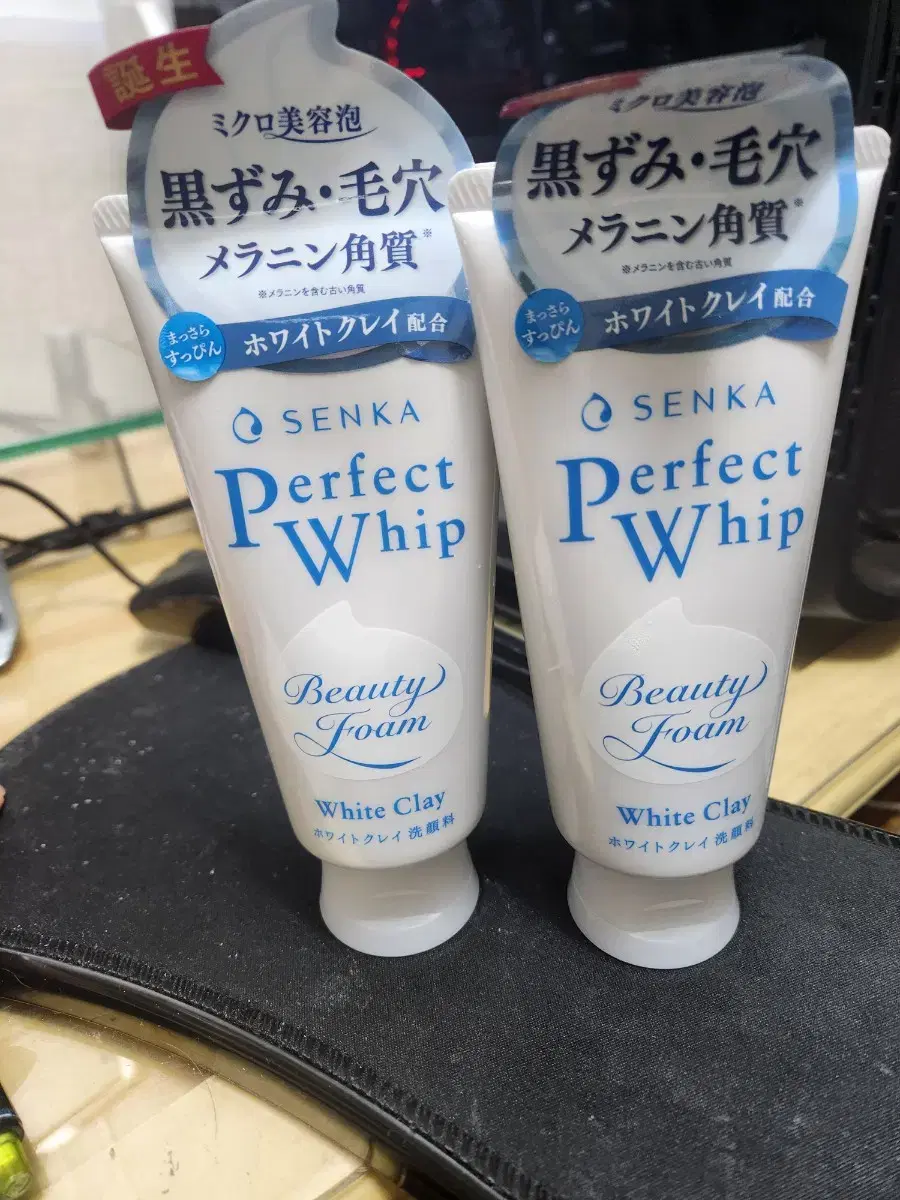 誕生
ミクロ美容泡
黒ずみ・毛穴
メラニン角質※
※メラニンを含む古い角質
まっさら
すっぴん
ホワイトクレイ配合
SENKA
Perfect
Whip
Beauty
Foam
White Clay
ホワイトクレイ 洗顔料
ミクロ美容泡
黒ずみ・毛穴
メラニン角質※
※メラニンを含む古い角質
まっさら
すっぴん
ホワイトクレイ配合
SENKA
Perfect
Whip
Beauty
Foam
White Clay
ホワイトクレイ 洗顔料